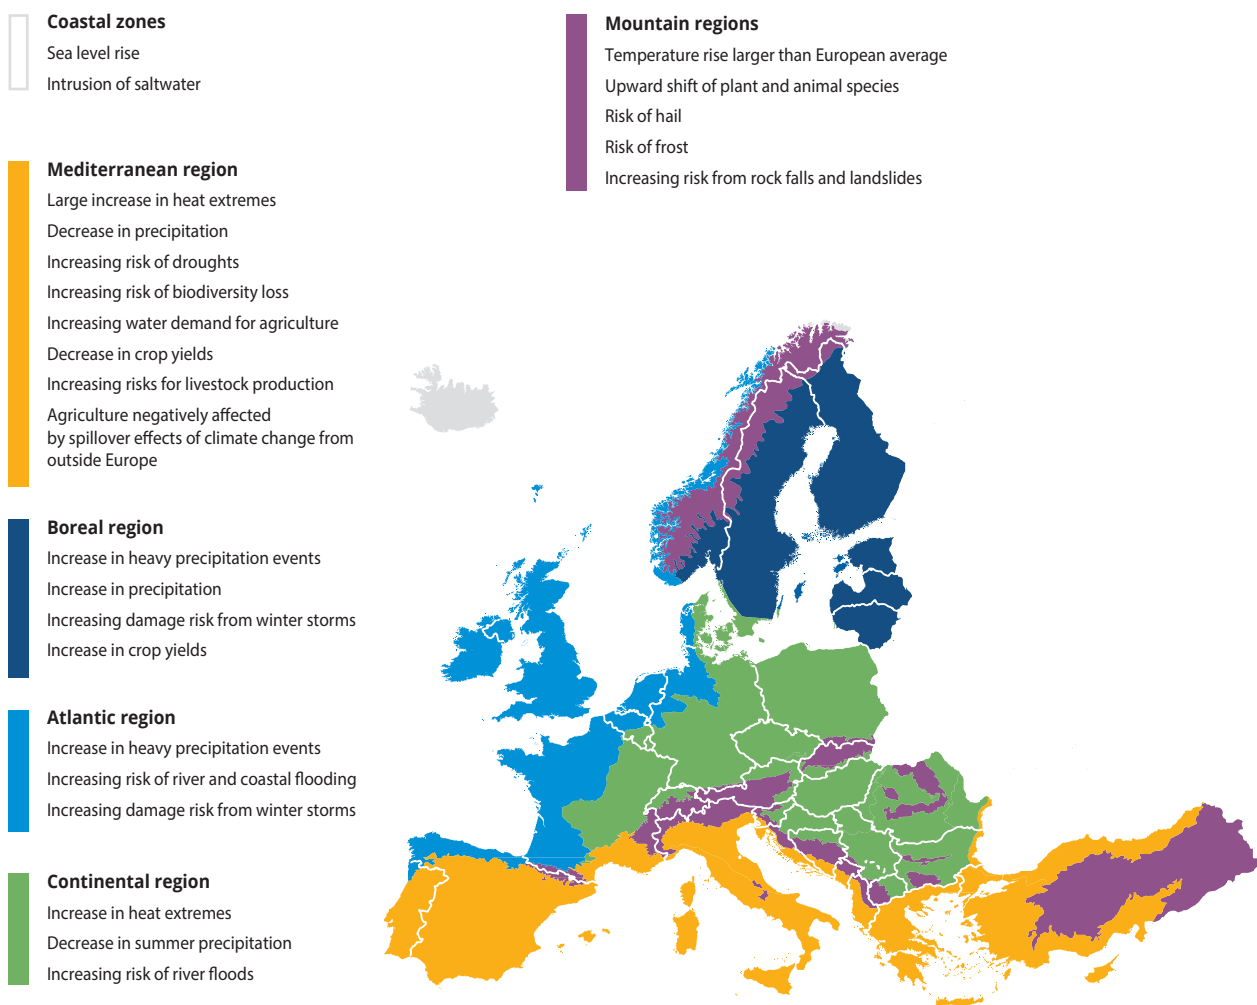 Coastal zones
Sea level rise
Intrusion of saltwater
Mountain regions
Temperature rise larger than European average
Upward shift of plant and animal species
Risk of hail
Risk of frost
Increasing risk from rock falls and landslides
Mediterranean region
Large increase in heat extremes
Decrease in precipitation
Increasing risk of droughts
Increasing risk of biodiversity loss
Increasing water demand for agriculture
Decrease in crop yields
Increasing risks for livestock production
Agriculture negatively affected
by spillover effects of climate change from
outside Europe
Boreal region
Increase in heavy precipitation events
Increase in precipitation
Increasing damage risk from winter storms
Increase in crop yields
Atlantic region
Increase in heavy precipitation events
Increasing risk of river and coastal flooding
Increasing damage risk from winter storms
Continental region
Increase in heat extremes
Decrease in summer precipitation
Increasing risk of river floods